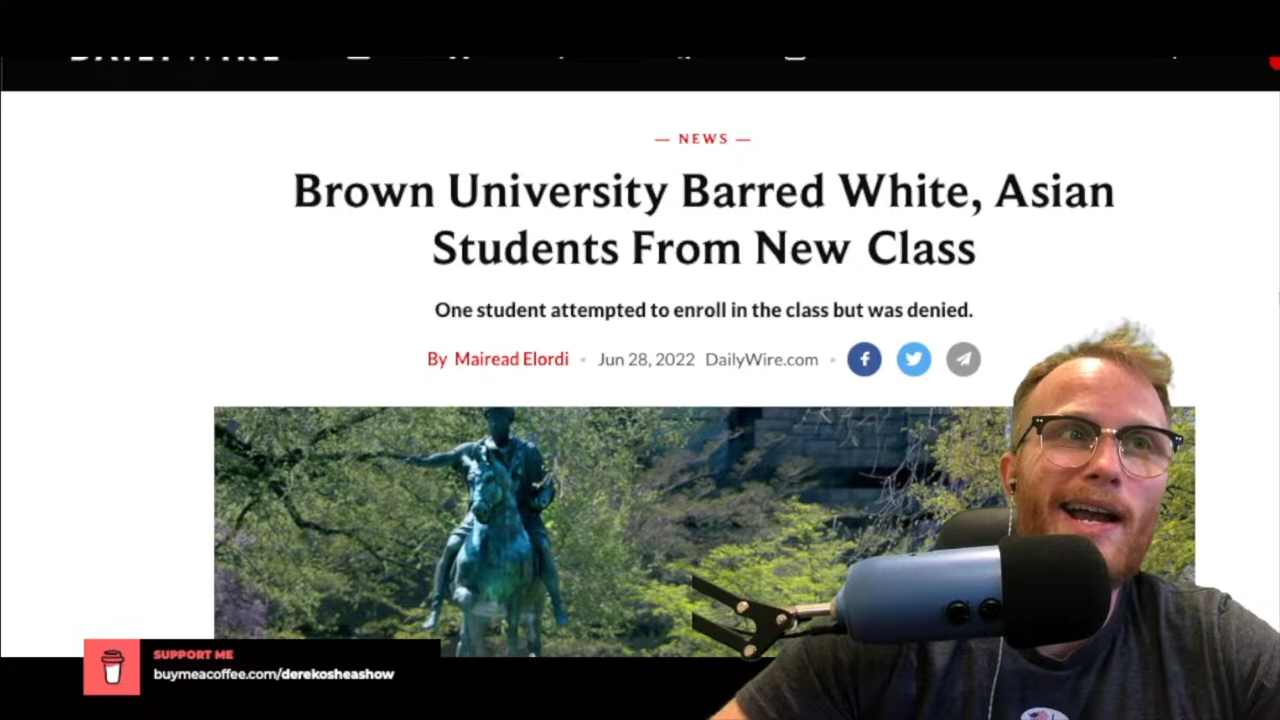 — NEWS —
Brown University Barred White, Asian
Students From New Class
One student attempted to enroll in the class but was denied.
By Mairead Elordi • Jun 28, 2022 DailyWire.com •
SUPPORT ME
buymeacoffee.com/derekosheashow